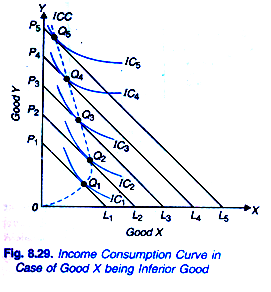 Y
ICC
P5
Q5
P4
IC5
Q4
P3
IC4
Good Y
P2
Q3
IC3
P1
Q2
IC2
Q1
IC1
0
L1 L2 L3 L4 L5
X
Good X
Fig. 8.29. Income Consumption Curve in
Case of Good X being Inferior Good